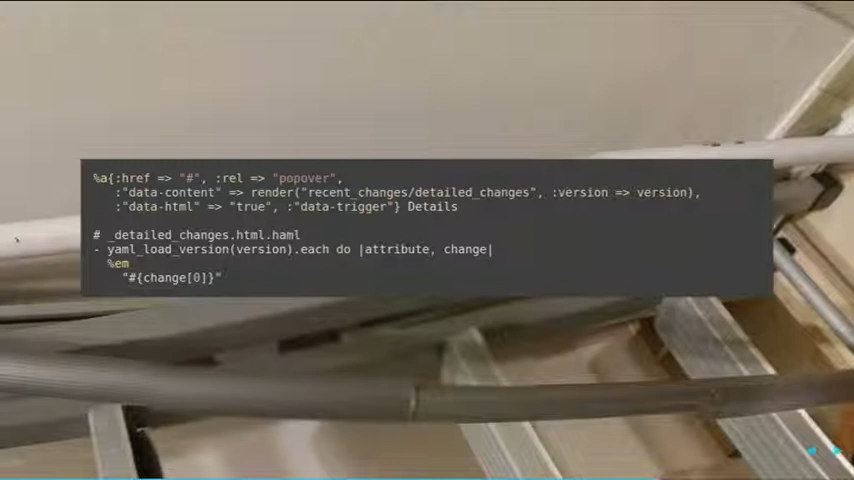 %a{:href => "#", :rel => "popover",
:"data-content" => render("recent_changes/detailed_changes", :version => version),
:"data-html" => "true", :"data-trigger"} Details
# _detailed_changes.html.haml
- yaml_load_version(version).each do |attribute, change|
%em
"#{change[0]}"